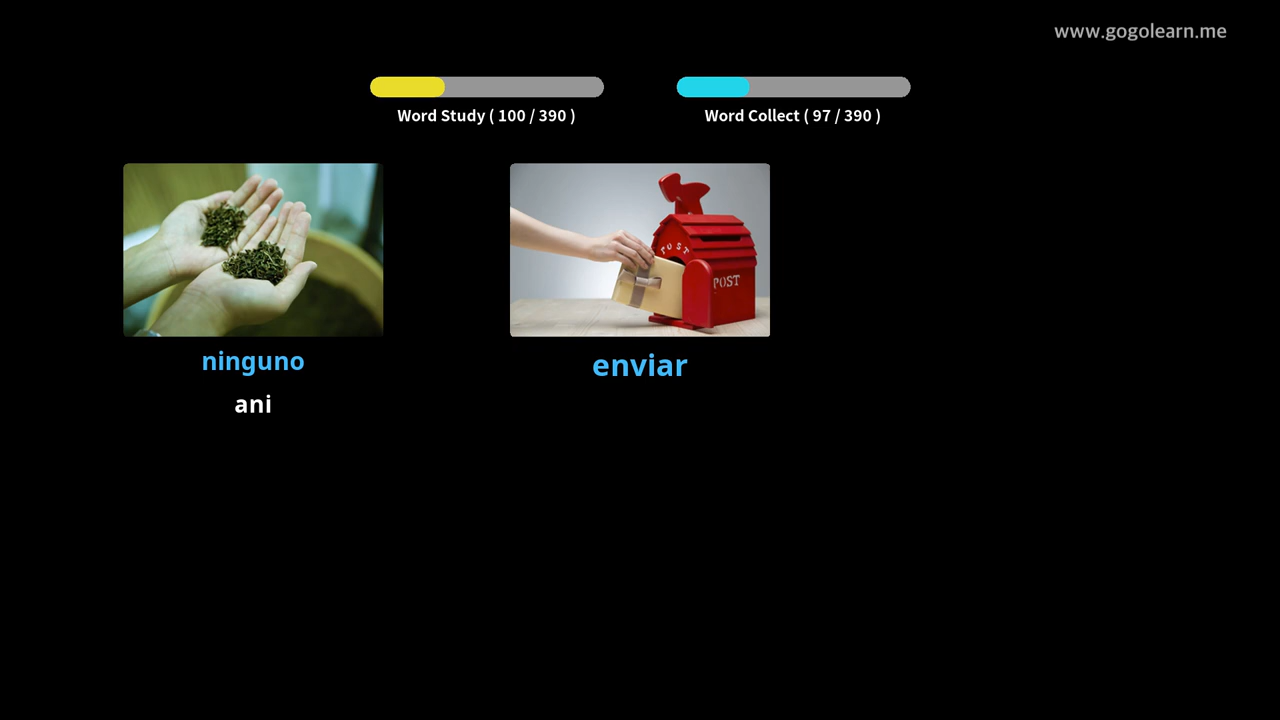 www.gogolearn.me
Word Study ( 100 / 390 )
Word Collect ( 97 / 390 )
POST
POST
ninguno
ani
enviar